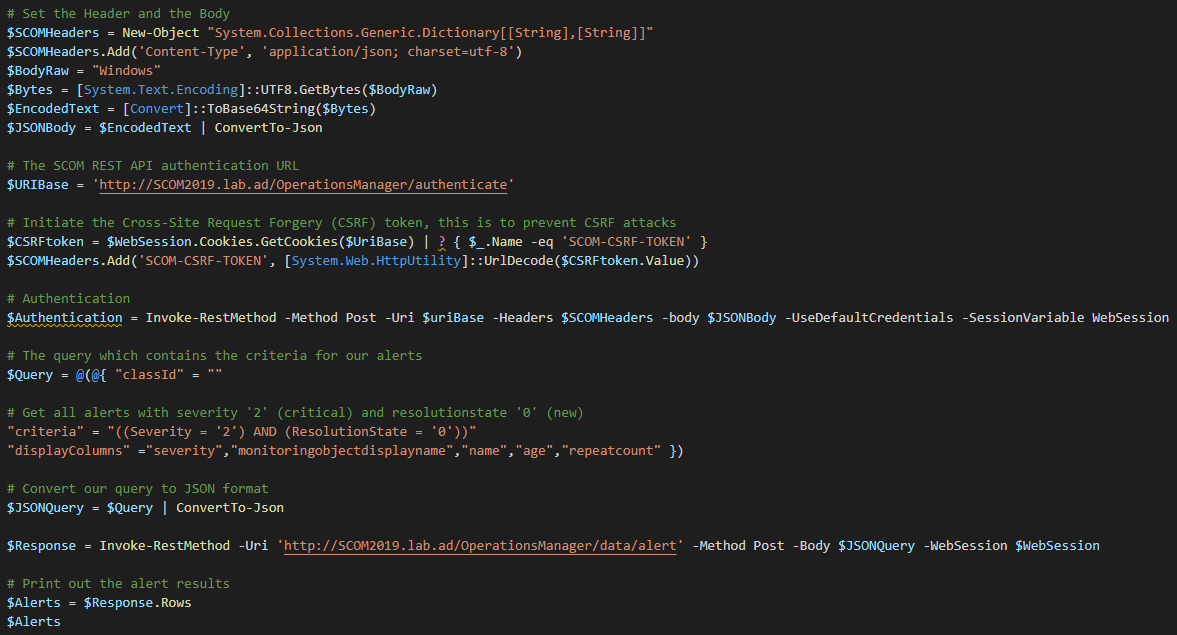 # Set the Header and the Body
$SCOMHeaders = New-Object "System.Collections.Generic.Dictionary[[String],[String]]"
$SCOMHeaders.Add('Content-Type', 'application/json; charset=utf-8')
$BodyRaw = "Windows"
$Bytes = [System.Text.Encoding]::UTF8.GetBytes($BodyRaw)
$EncodedText = [Convert]::ToBase64String($Bytes)
$JSONBody = $EncodedText | ConvertTo-Json
# The SCOM REST API authentication URL
$URIBase = 'http://SCOM2019.lab.ad/OperationsManager/authenticate'
# Initiate the Cross-Site Request Forgery (CSRF) token, this is to prevent CSRF attacks
$CSRFtoken = $WebSession.Cookies.GetCookies($UriBase) | ? { $_.Name -eq 'SCOM-CSRF-TOKEN' }
$SCOMHeaders.Add('SCOM-CSRF-TOKEN', [System.Web.HttpUtility]::UrlDecode($CSRFtoken.Value))
# Authentication
$Authentication = Invoke-RestMethod -Method Post -Uri $uriBase -Headers $SCOMHeaders -body $JSONBody -UseDefaultCredentials -SessionVariable WebSession
# The query which contains the criteria for our alerts
$Query = @(@{ "classId" = ""
# Get all alerts with severity '2' (critical) and resolutionstate '0' (new)
"criteria" = "((Severity = '2') AND (ResolutionState = '0'))"
"displayColumns" ="severity","monitoringobjectdisplayname","name","age","repeatcount" })
# Convert our query to JSON format
$JSONQuery = $Query | ConvertTo-Json
$Response = Invoke-RestMethod -Uri 'http://SCOM2019.lab.ad/OperationsManager/data/alert' -Method Post -Body $JSONQuery -WebSession $WebSession
# Print out the alert results
$Alerts = $Response.Rows
$Alerts